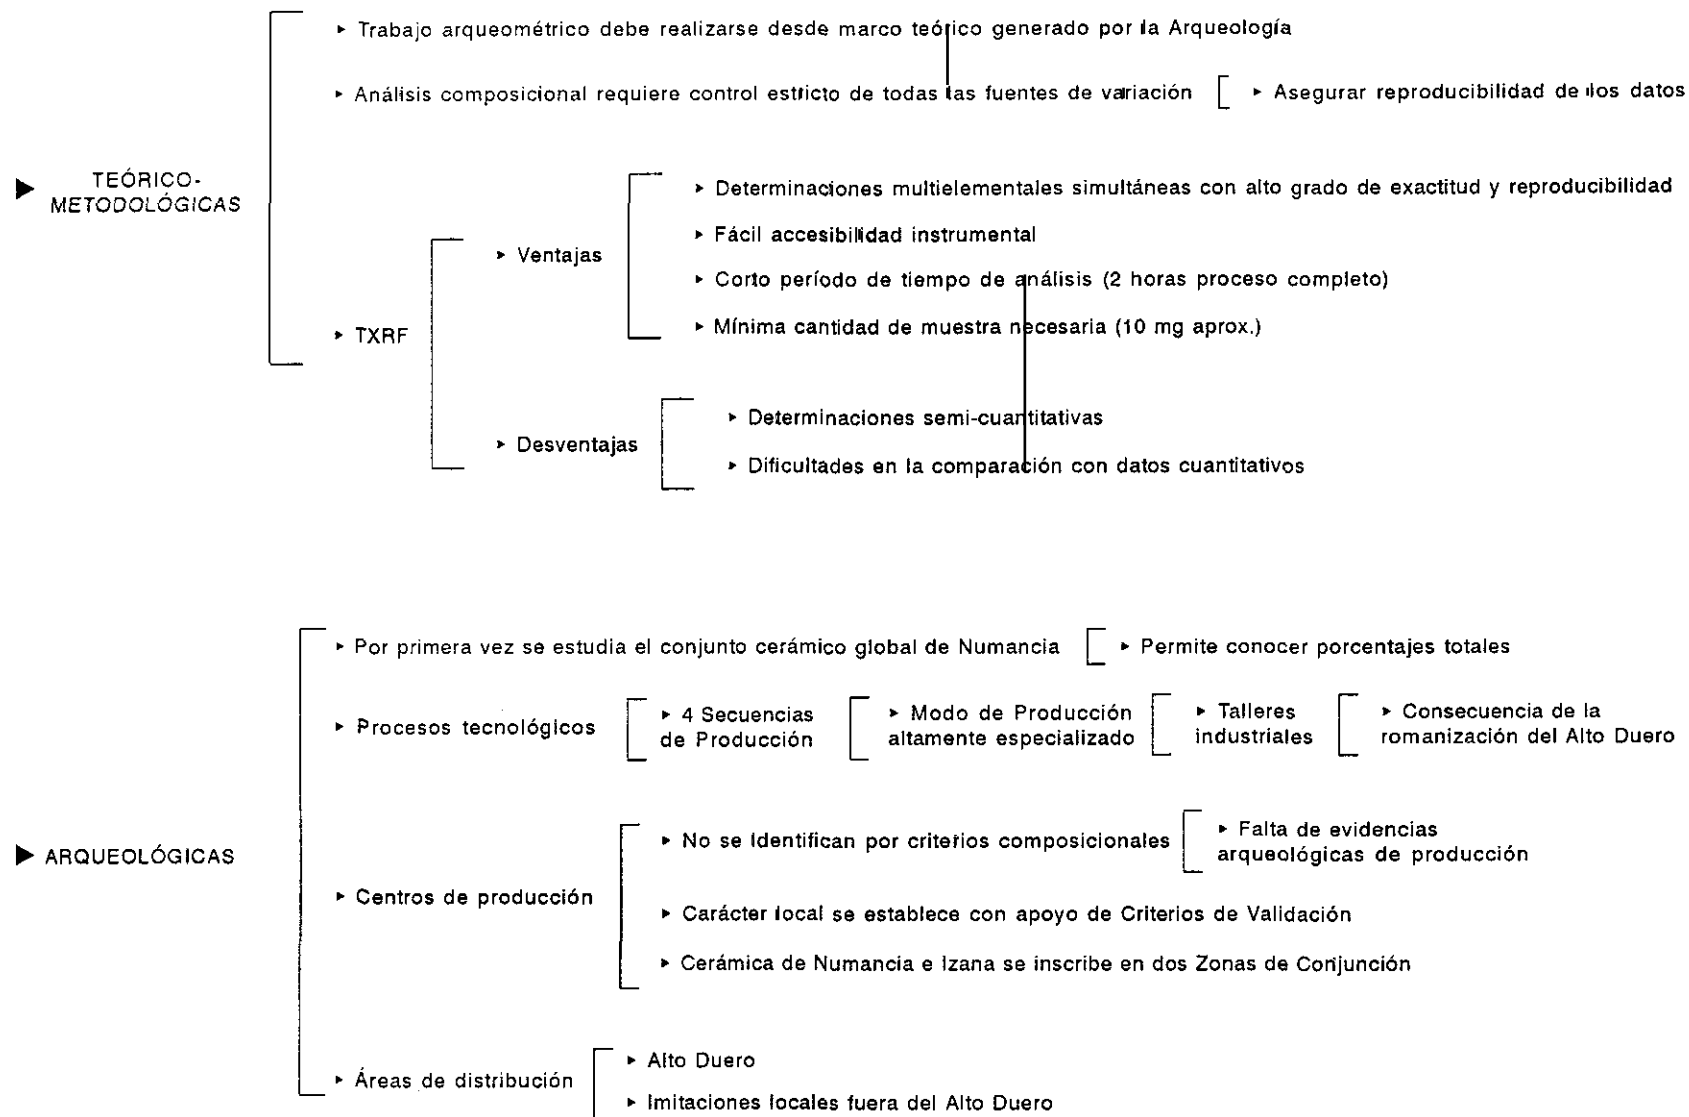 ▸ Trabajo arqueométrico debe realizarse desde marco teórico generado por la Arqueología
▸ Análisis composicional requiere control estricto de todas las fuentes de variación ▸ Asegurar reproducibilidad de los datos
▶ TEÓRICO-
METODOLÓGICAS
▸ TXRF
▸ Ventajas
▸ Determinaciones multielementales simultáneas con alto grado de exactitud y reproducibilidad
▸ Fácil accesibilidad instrumental
▸ Corto período de tiempo de análisis (2 horas proceso completo)
▸ Mínima cantidad de muestra necesaria (10 mg aprox.)
▸ Desventajas
▸ Determinaciones semi-cuantitativas
▸ Dificultades en la comparación con datos cuantitativos
▶ ARQUEOLÓGICAS
▸ Por primera vez se estudia el conjunto cerámico global de Numancia ▸ Permite conocer porcentajes totales
▸ Procesos tecnológicos
▸ 4 Secuencias
de Producción
▸ Modo de Producción
altamente especializado
▸ Talleres
industriales
▸ Consecuencia de la
romanización del Alto Duero
▸ Centros de producción
▸ No se identifican por criterios composicionales
▸ Falta de evidencias
arqueológicas de producción
▸ Carácter local se establece con apoyo de Criterios de Validación
▸ Cerámica de Numancia e Izana se inscribe en dos Zonas de Conjunción
▸ Áreas de distribución
▸ Alto Duero
▸ Imitaciones locales fuera del Alto Duero